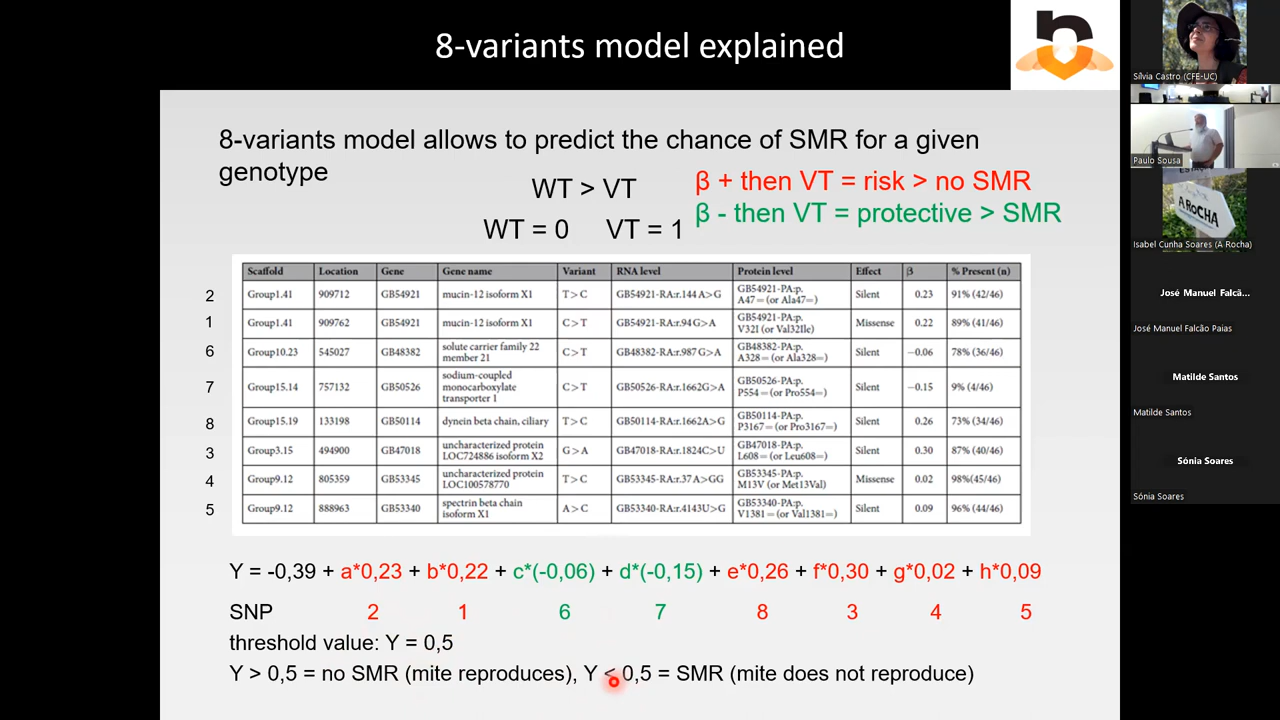 8-variants model explained
8-variants model allows to predict the chance of SMR for a given
genotype
WT > VT
β + then VT = risk > no SMR
β - then VT = protective > SMR
WT = 0 VT = 1
Scaffold Location Gene Gene name Variant RNA level Protein level Effect β % Present (n)
2 Group1.41 909712 GB54921 mucin-12 isoform X1 T>C GB54921-RA:r.144 A>G GB54921-PA:p. A47=(or Ala47=) Silent 0.23 91% (42/46)
1 Group1.41 909762 GB54921 mucin-12 isoform X1 C>T GB54921-RA:r.94G>A GB54921-PA:p. V32I (or Val32Ile) Missense 0.22 89% (41/46)
6 Group10.23 545027 GB48382 solute carrier family 22 member 21 C>T GB48382-RA:r.987G>A GB48382-PA:p. A328=(or Ala328=) Silent −0.06 78% (36/46)
7 Group15.14 757132 GB50526 sodium-coupled monocarboxylate transporter 1 C>T GB50526-RA:r.1662G>A GB50526-PA:p. P554=(or Pro554=) Silent −0.15 9% (4/46)
8 Group15.19 133198 GB50114 dynein beta chain, ciliary T>C GB50114-RA:r.1662A>G GB50114-PA:p. P3167=(or Pro3167=) Silent 0.26 73% (34/46)
3 Group3.15 494900 GB47018 uncharacterized protein LOC724886 isoform X2 G>A GB47018-RA:r.1824C>U GB47018-PA:p. L608=(or Leu608=) Silent 0.30 87% (40/46)
4 Group9.12 805359 GB53345 uncharacterized protein LOC100578770 T>C GB53345-RA:r.37A>GG GB53345-PA:p. M13V (or Met13Val) Missense 0.02 98%(45/46)
5 Group9.12 888963 GB53340 spectrin beta chain isoform X1 A>C GB53340-RA:r.4143U>G GB53340-PA:p. V1381=(or Val1381=) Silent 0.09 96% (44/46)
Y = -0,39 + a*0,23 + b*0,22 + c*(-0,06) + d*(-0,15) + e*0,26 + f*0,30 + g*0,02 + h*0,09
SNP 2 1 6 7 8 3 4 5
threshold value: Y = 0,5
Y > 0,5 = no SMR (mite reproduces), Y < 0,5 = SMR (mite does not reproduce)
Sílvia Castro (CFE-UC)
Paulo Sousa
A ROCHA
Isabel Cunha Soares (A Rocha)
José Manuel Falcã...
José Manuel Falcão Paias
Matilde Santos
Matilde Santos
Sónia Soares
Sónia Soares